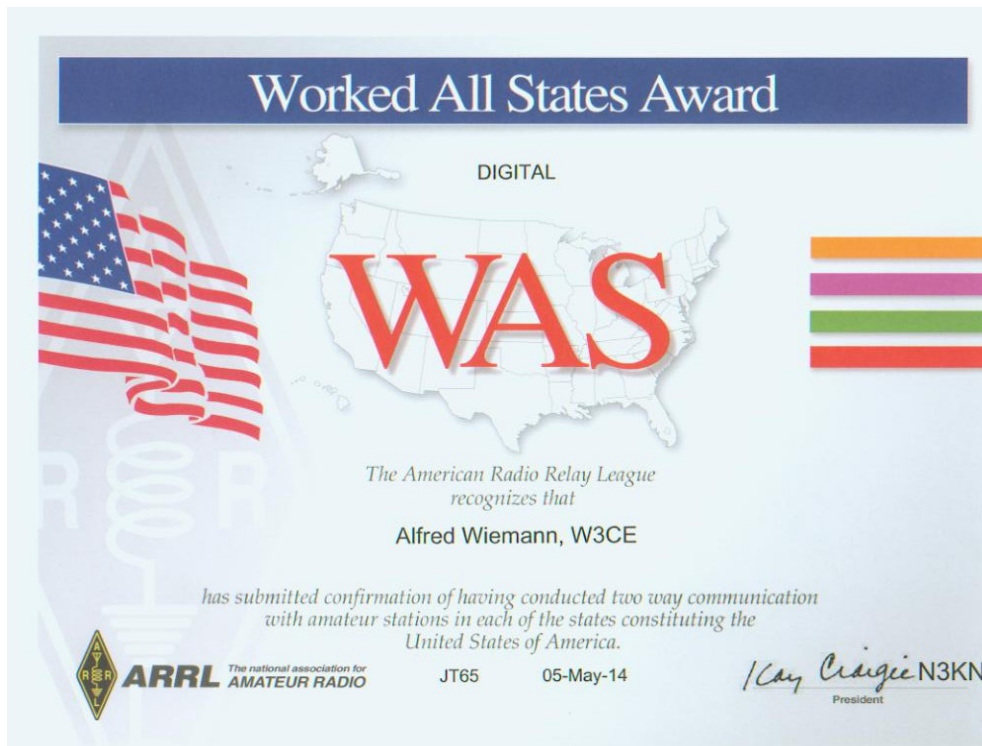 Worked All States Award
DIGITAL
WAS
The American Radio Relay League
recognizes that
Alfred Wiemann, W3CE
has submitted confirmation of having conducted two way communication
with amateur stations in each of the states constituting the
United States of America.
ARRL The national association for
AMATEUR RADIO
JT65 05-May-14
Kay Craigie N3KN
President
R R
A
R R
L